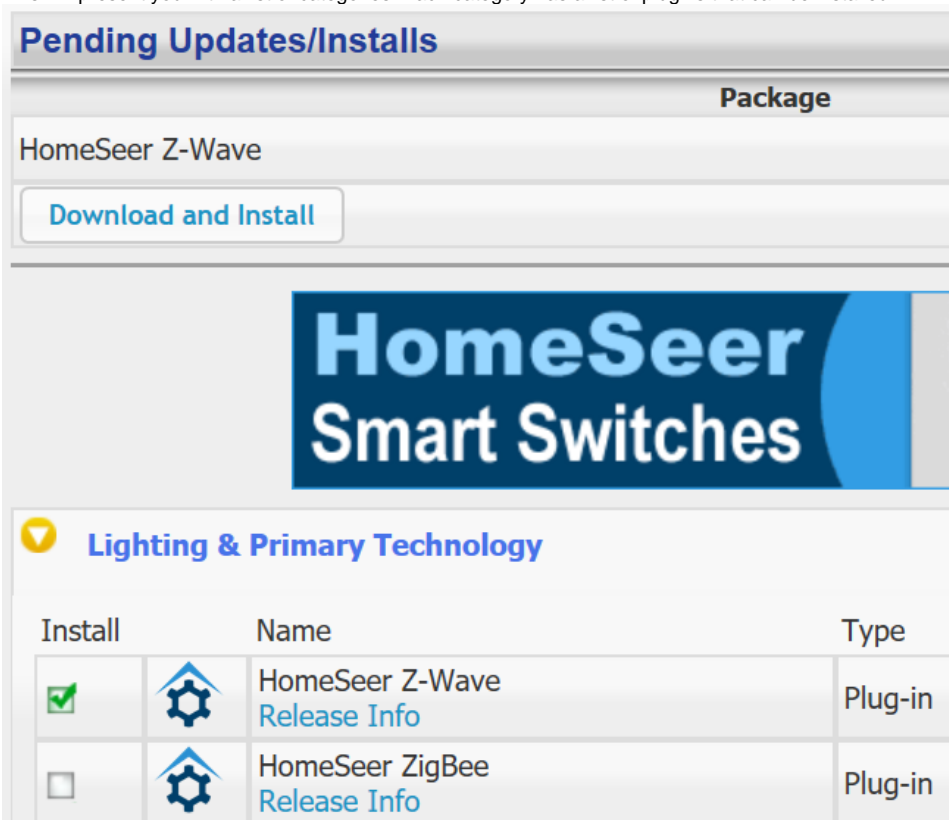 Pending Updates/Installs
Package
HomeSeer Z-Wave
Download and Install
HomeSeer
Smart Switches
Lighting & Primary Technology
Install Name Type
HomeSeer Z-Wave
Release Info
Plug-in
HomeSeer ZigBee
Release Info
Plug-in